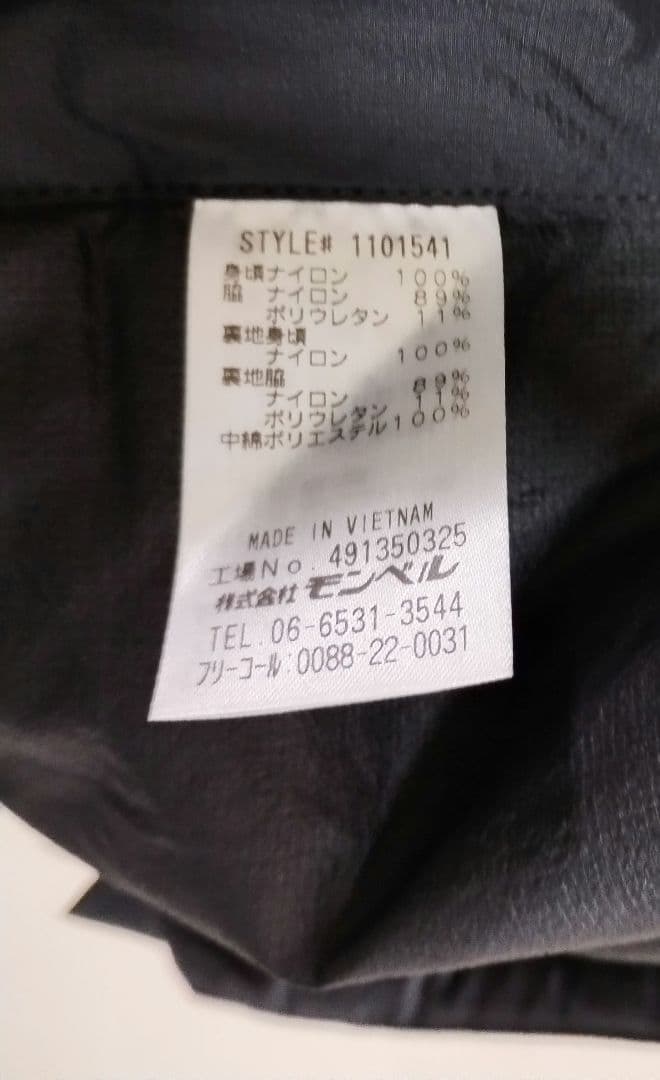 STYLE# 1101541
身頃ナイロン 100%
脇 ナイロン 89%
ポリウレタン 11%
裏地身頃
ナイロン 100%
裏地脇
ナイロン 89%
ポリウレタン 11%
中綿ポリエステル100%
MADE IN VIETNAM
工場No. 491350325
株式会社 モンベル
TEL.06-6531-3544
フリーコール:0088-22-0031